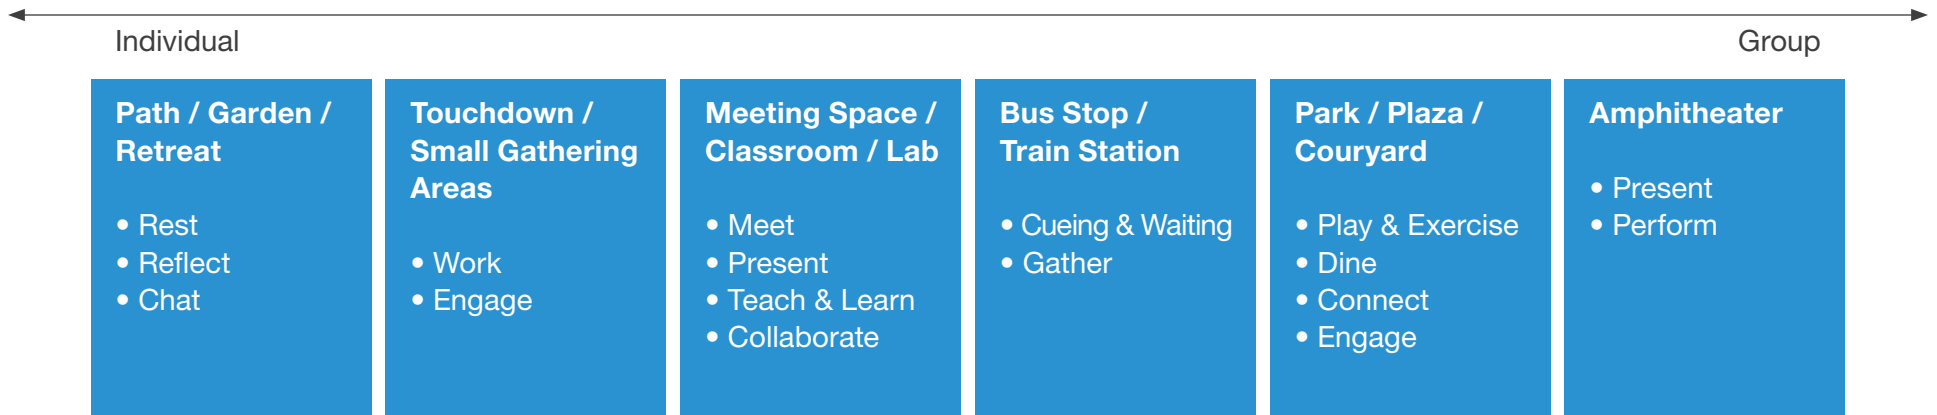 Individual
Group
Path / Garden /
Retreat
• Rest
• Reflect
• Chat
Touchdown /
Small Gathering
Areas
• Work
• Engage
Meeting Space /
Classroom / Lab
• Meet
• Present
• Teach & Learn
• Collaborate
Bus Stop /
Train Station
• Cueing & Waiting
• Gather
Park / Plaza /
Couryard
• Play & Exercise
• Dine
• Connect
• Engage
Amphitheater
• Present
• Perform